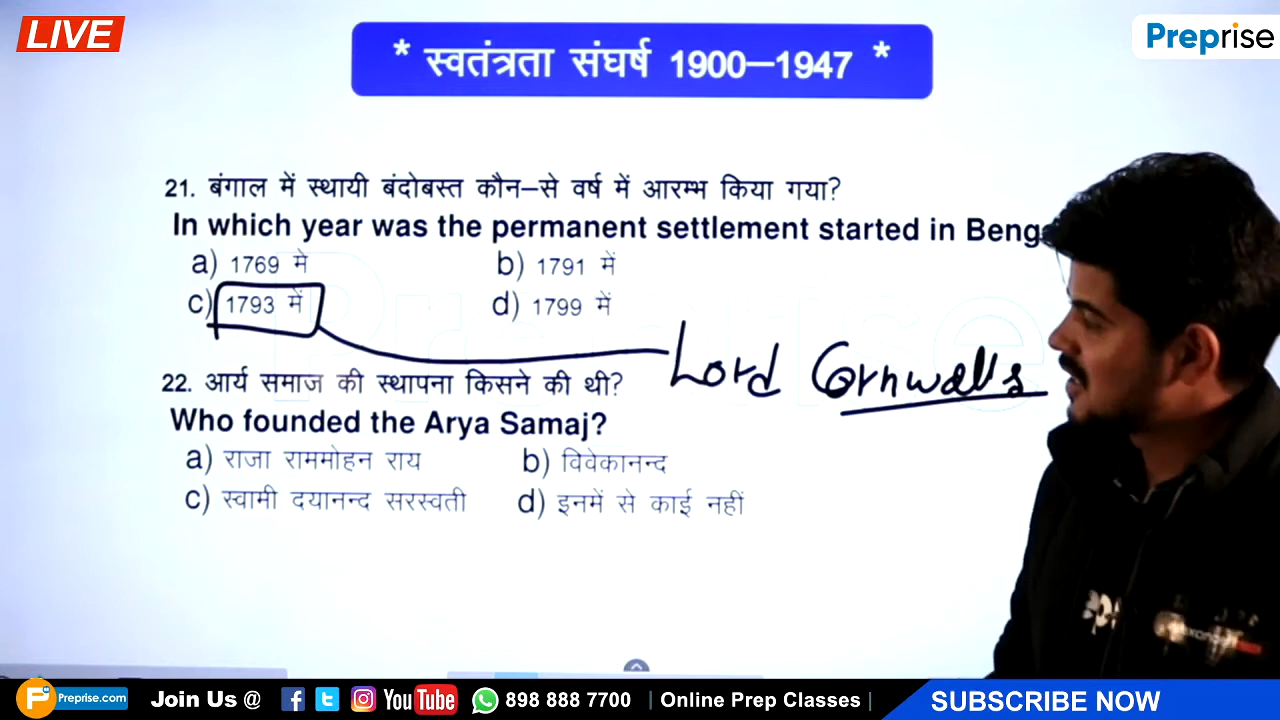 LIVE
Preprise
* स्वतंत्रता संघर्ष 1900–1947 *
21. बंगाल में स्थायी बंदोबस्त कौन–से वर्ष में आरम्भ किया गया?
In which year was the permanent settlement started in Beng
a) 1769 मे b) 1791 में
c) 1793 में d) 1799 में
Lord Cornwalls
22. आर्य समाज की स्थापना किसने की थी?
Who founded the Arya Samaj?
a) राजा राममोहन राय b) विवेकानन्द
c) स्वामी दयानन्द सरस्वती d) इनमें से काई नहीं
Preprise.com Join Us @ YouTube 898 888 7700 | Online Prep Classes | SUBSCRIBE NOW